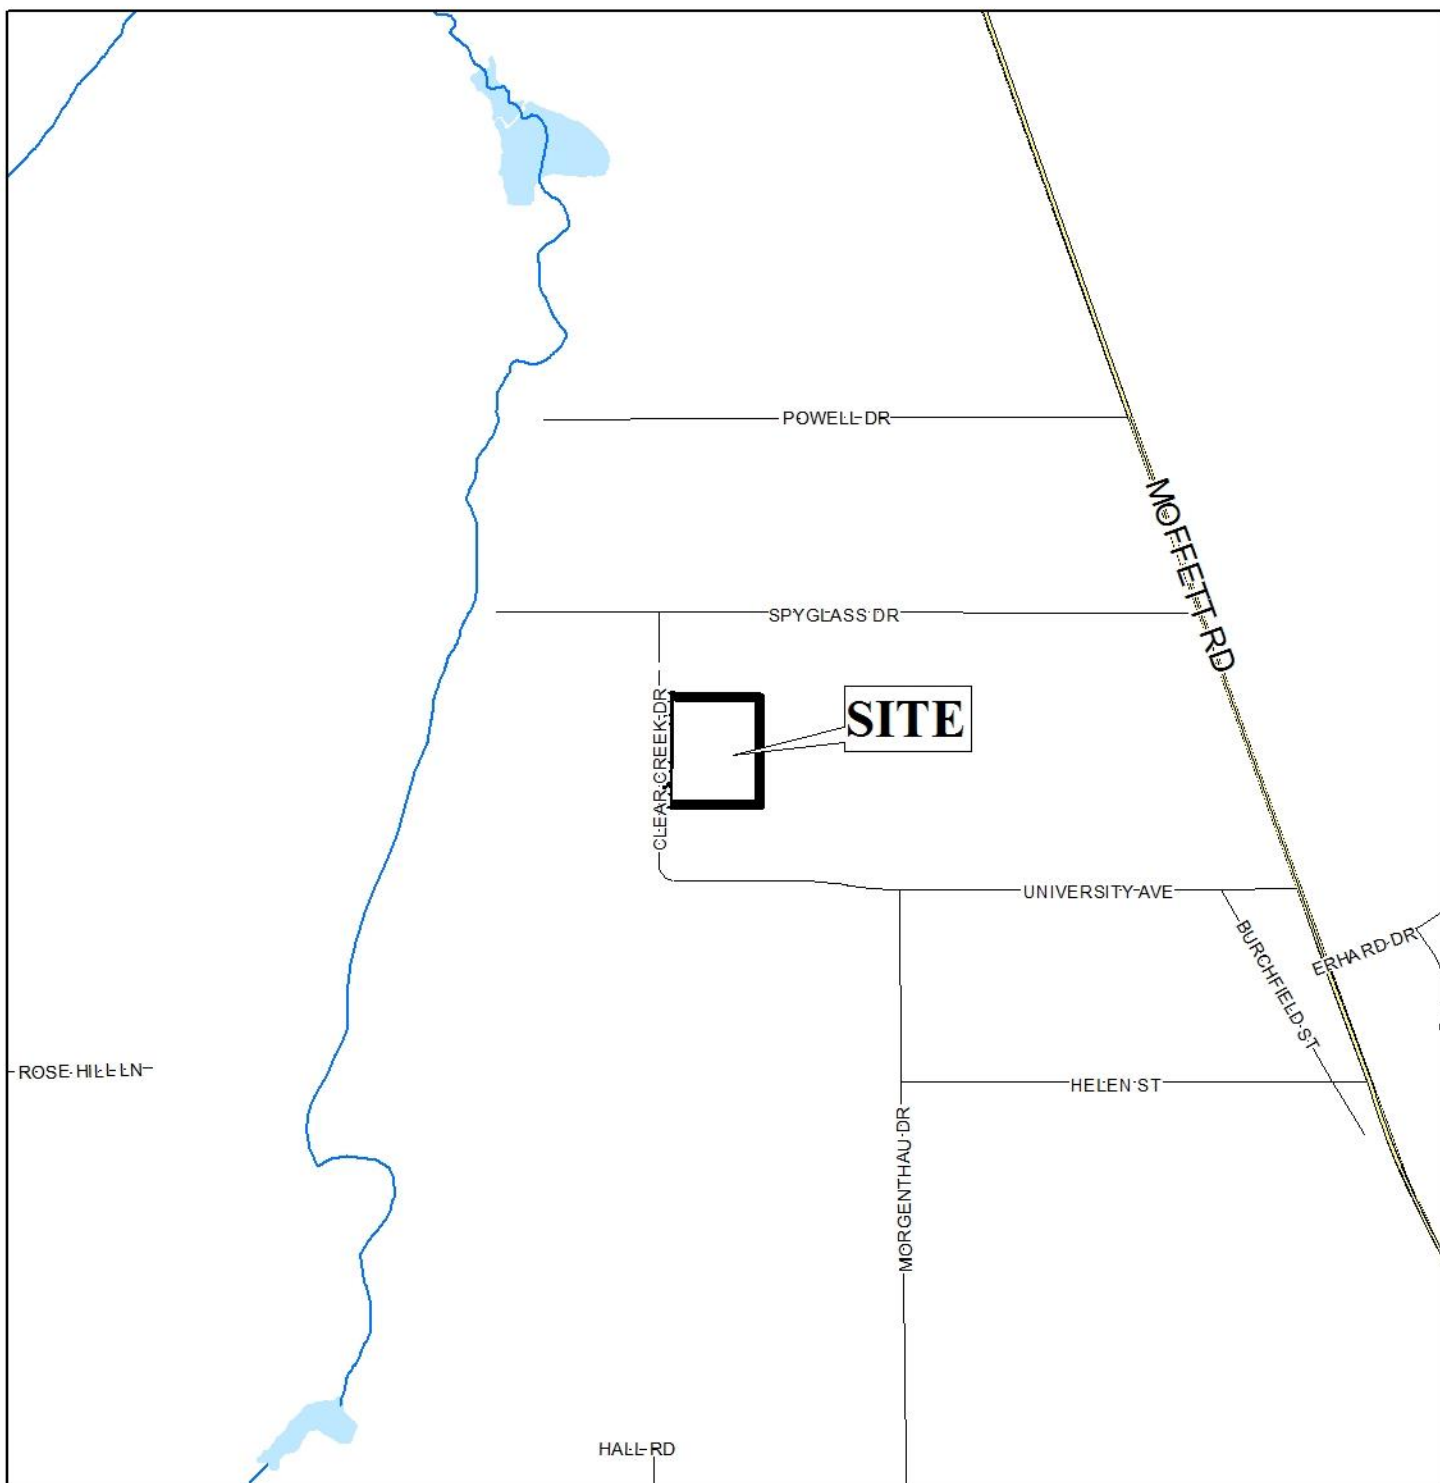 POWELL DR
MOFFETT RD
SPYGLASS DR
CLEAR CREEK DR
SITE
UNIVERSITY AVE
BURCHFIELD ST
ERHARD DR
ROSE HILL LN
HELEN ST
MORGENTHAU DR
HALL RD